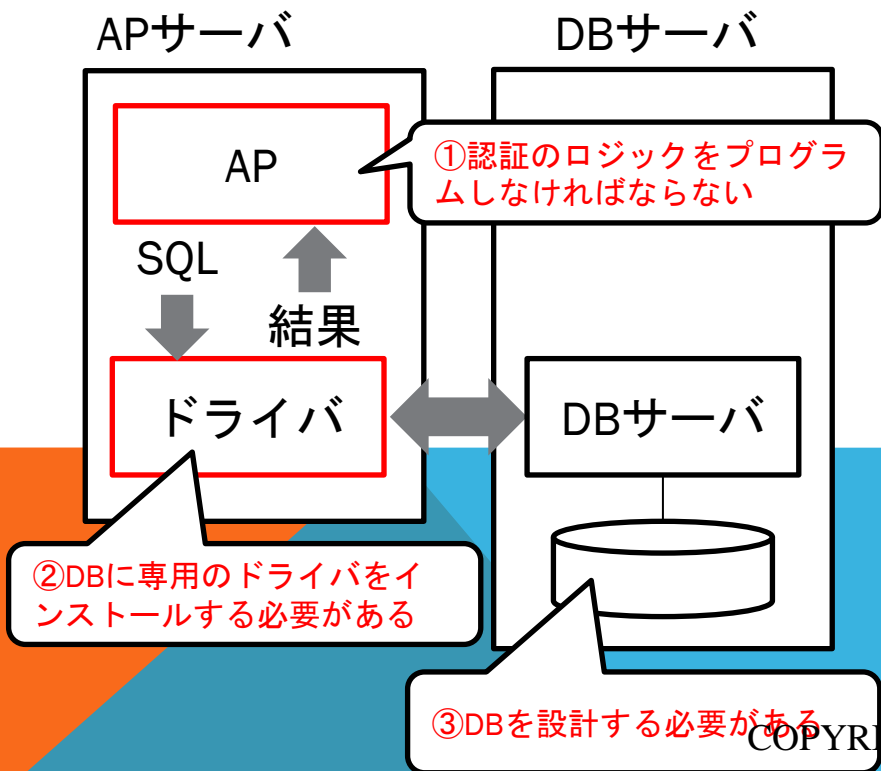 APサーバ
DBサーバ
AP
①認証のロジックをプログラ
ムしなければならない
SQL
結果
ドライバ
DBサーバ
②DBに専用のドライバをイ
ンストールする必要がある
③DBを設計する必要がある
COPYRI